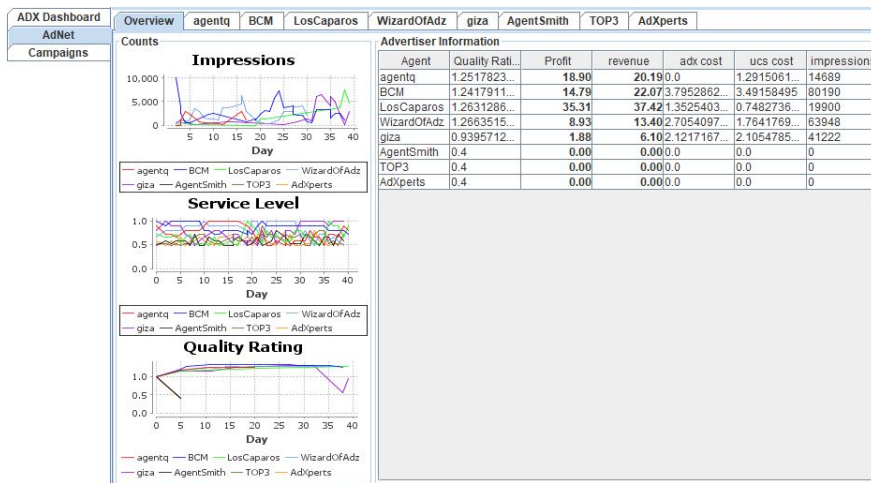 ADX Dashboard
AdNet
Campaigns
Overview agentq BCM LosCaparos WizardOfAdz giza AgentSmith TOP3 AdXperts
Counts
Impressions
10,000
5,000
0
5 10 15 20 25 30 35 40
Day
agentq BCM LosCaparos WizardOfAdz
giza AgentSmith TOP3 AdXperts
Service Level
1.0
0.5
0.0
0 5 10 15 20 25 30 35 40
Day
agentq BCM LosCaparos WizardOfAdz
giza AgentSmith TOP3 AdXperts
Quality Rating
1.0
0.5
0.0
0 5 10 15 20 25 30 35 40
Day
agentq BCM LosCaparos WizardOfAdz
giza AgentSmith TOP3 AdXperts
Advertiser Information
Agent Quality Rati... Profit revenue adx cost ucs cost impressions
agentq 1.2517823... 18.90 20.19 0.0 1.2915061... 14689
BCM 1.2417911... 14.79 22.07 3.7952862... 3.49158495 80190
LosCaparos 1.2631286... 35.31 37.42 1.3525403... 0.7482736... 19900
WizardOfAdz 1.2663515... 8.93 13.40 2.7054097... 1.7641769... 63948
giza 0.9395712... 1.88 6.10 2.1217167... 2.1054785... 41222
AgentSmith 0.4 0.00 0.00 0.0 0.0 0
TOP3 0.4 0.00 0.00 0.0 0.0 0
AdXperts 0.4 0.00 0.00 0.0 0.0 0